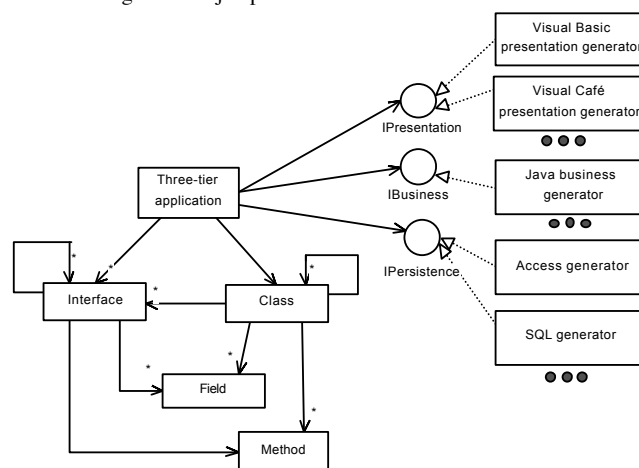 Visual Basic
presentation generator
Visual Café
presentation generator
IPresentation
Three-tier
application
IBusiness
Java business
generator
IPersistence
Access generator
*
*
*
Interface
*
Class
SQL generator
*
*
Field
*
Method